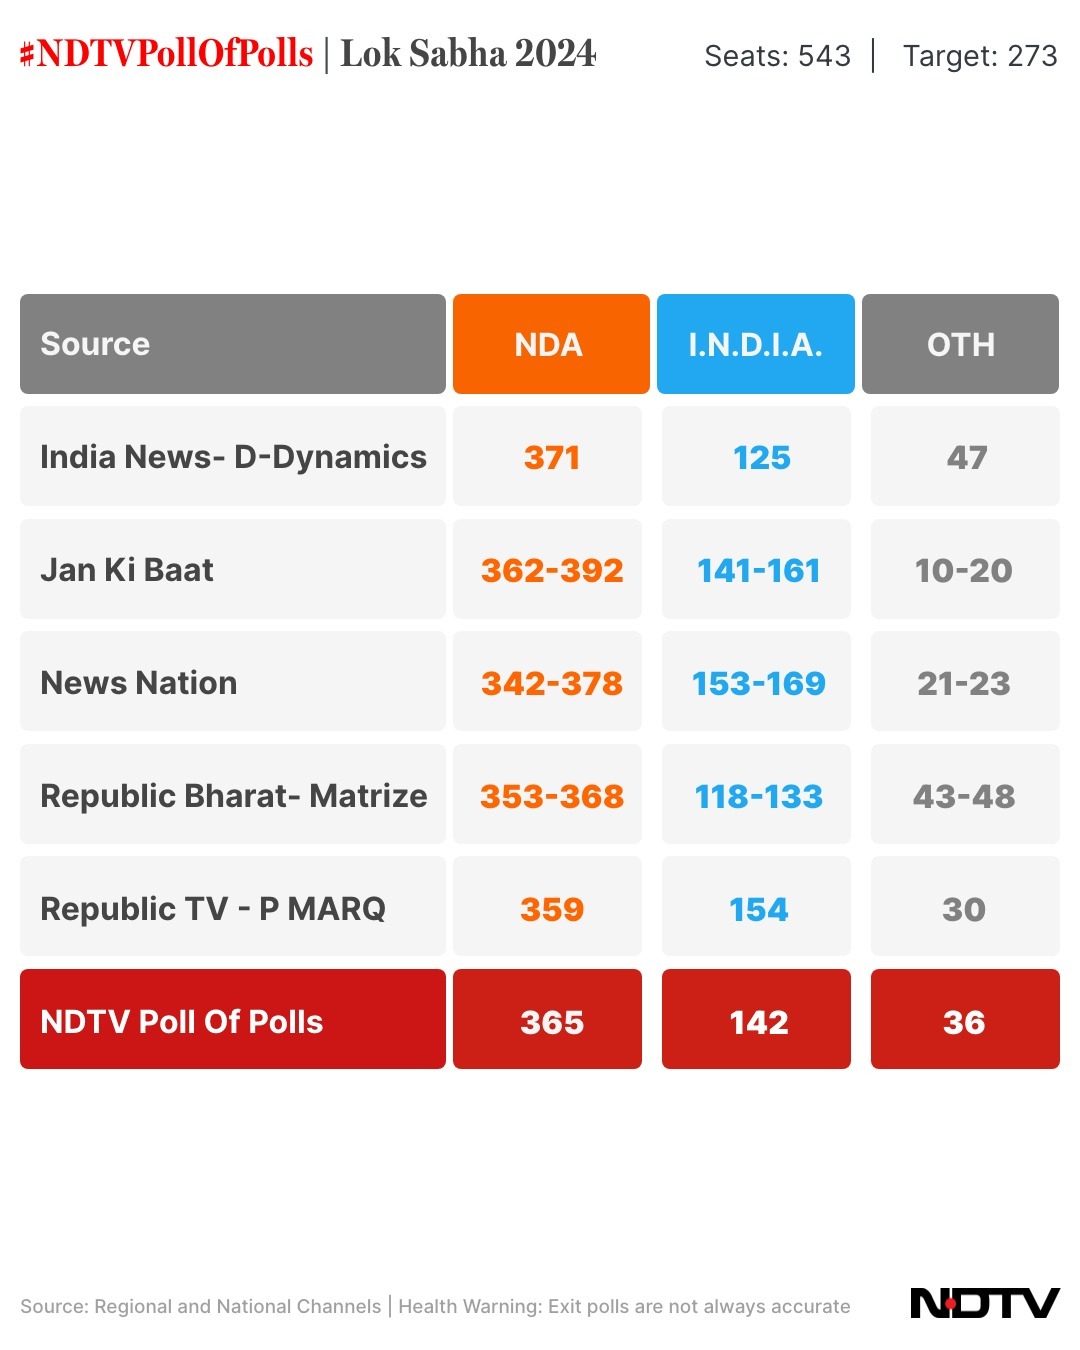 #NDTVPollOfPolls | Lok Sabha 2024 Seats: 543 | Target: 273
Source NDA I.N.D.I.A. OTH
India News- D-Dynamics 371 125 47
Jan Ki Baat 362-392 141-161 10-20
News Nation 342-378 153-169 21-23
Republic Bharat- Matrize 353-368 118-133 43-48
Republic TV - P MARQ 359 154 30
NDTV Poll Of Polls 365 142 36
Source: Regional and National Channels | Health Warning: Exit polls are not always accurate NDTV